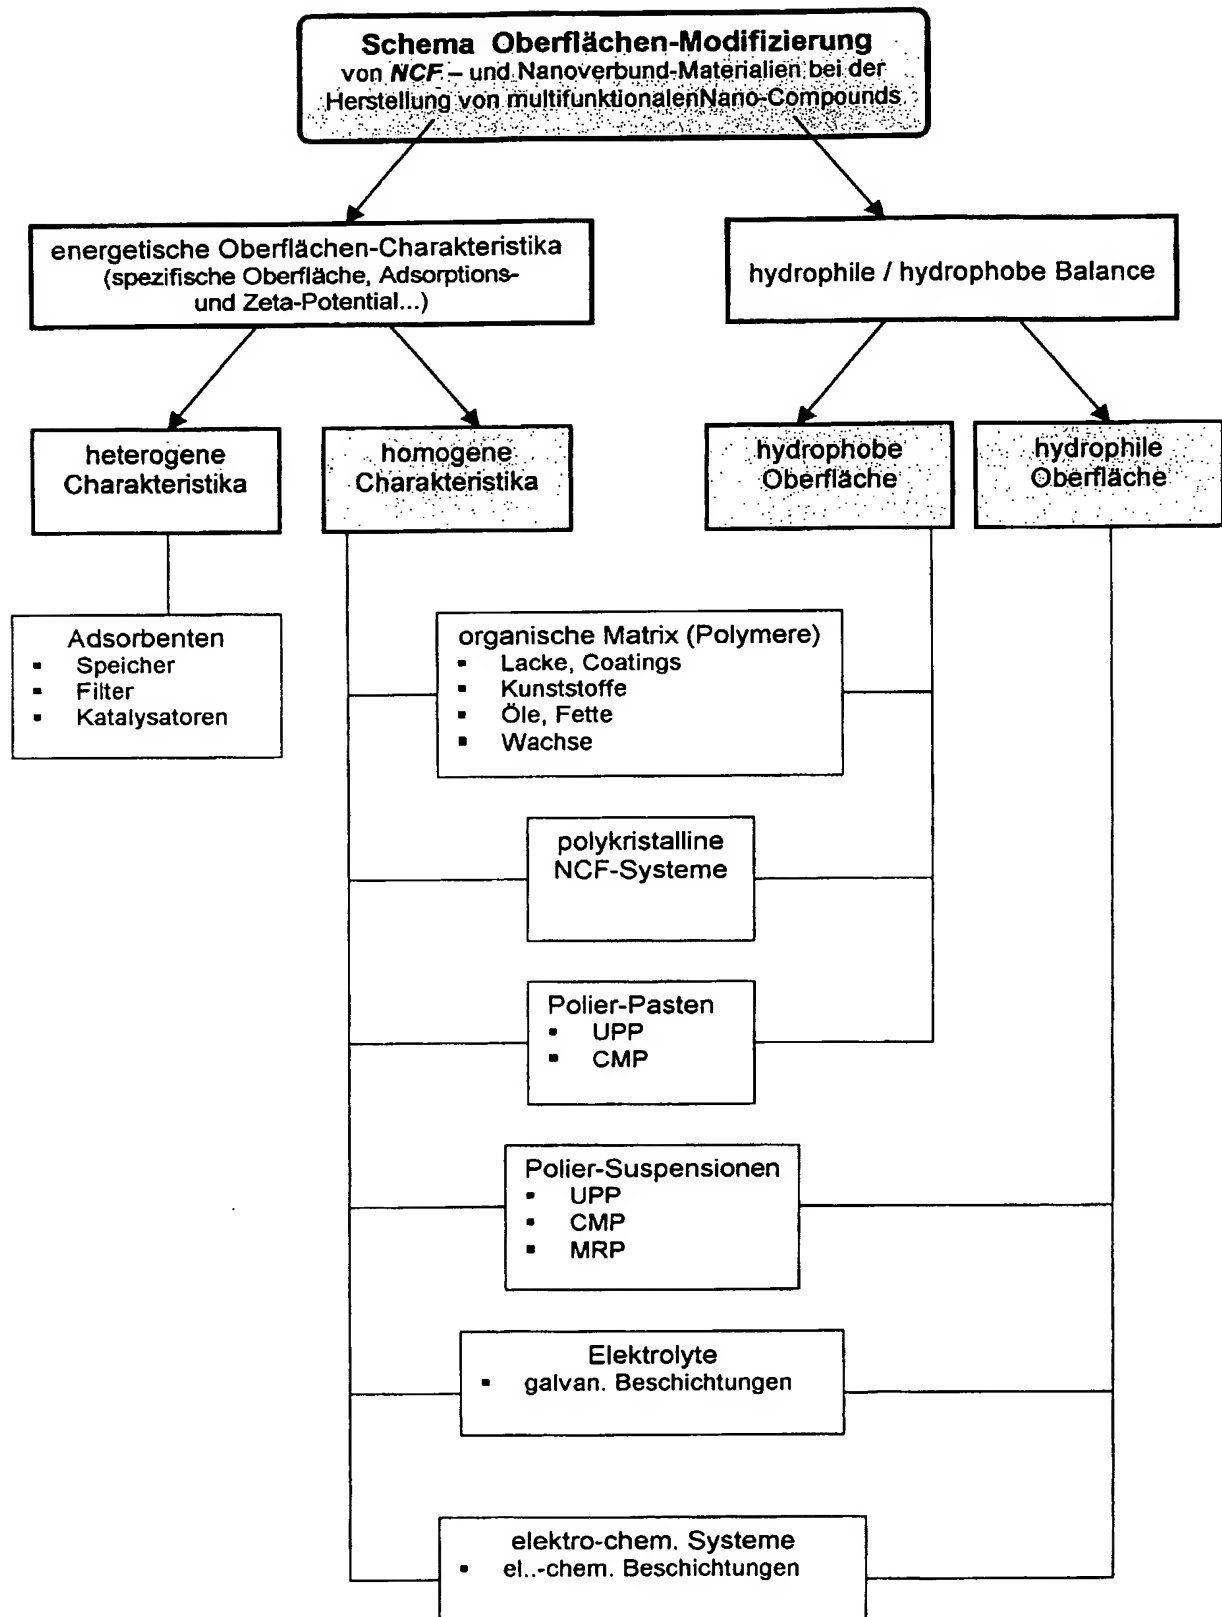 Schema Oberflächen-Modifizierung
von NCF – und Nanoverbund-Materialien bei der
Herstellung von multifunktionalenNano-Compounds
energetische Oberflächen-Charakteristika
(spezifische Oberfläche, Adsorptions-
und Zeta-Potential...)
hydrophile / hydrophobe Balance
heterogene
Charakteristika
homogene
Charakteristika
hydrophobe
Oberfläche
hydrophile
Oberfläche
Adsorbenten
▪ Speicher
▪ Filter
▪ Katalysatoren
organische Matrix (Polymere)
▪ Lacke, Coatings
▪ Kunststoffe
▪ Öle, Fette
▪ Wachse
polykristalline
NCF-Systeme
Polier-Pasten
▪ UPP
▪ CMP
Polier-Suspensionen
▪ UPP
▪ CMP
▪ MRP
Elektrolyte
▪ galvan. Beschichtungen
elektro-chem. Systeme
▪ el..-chem. Beschichtungen